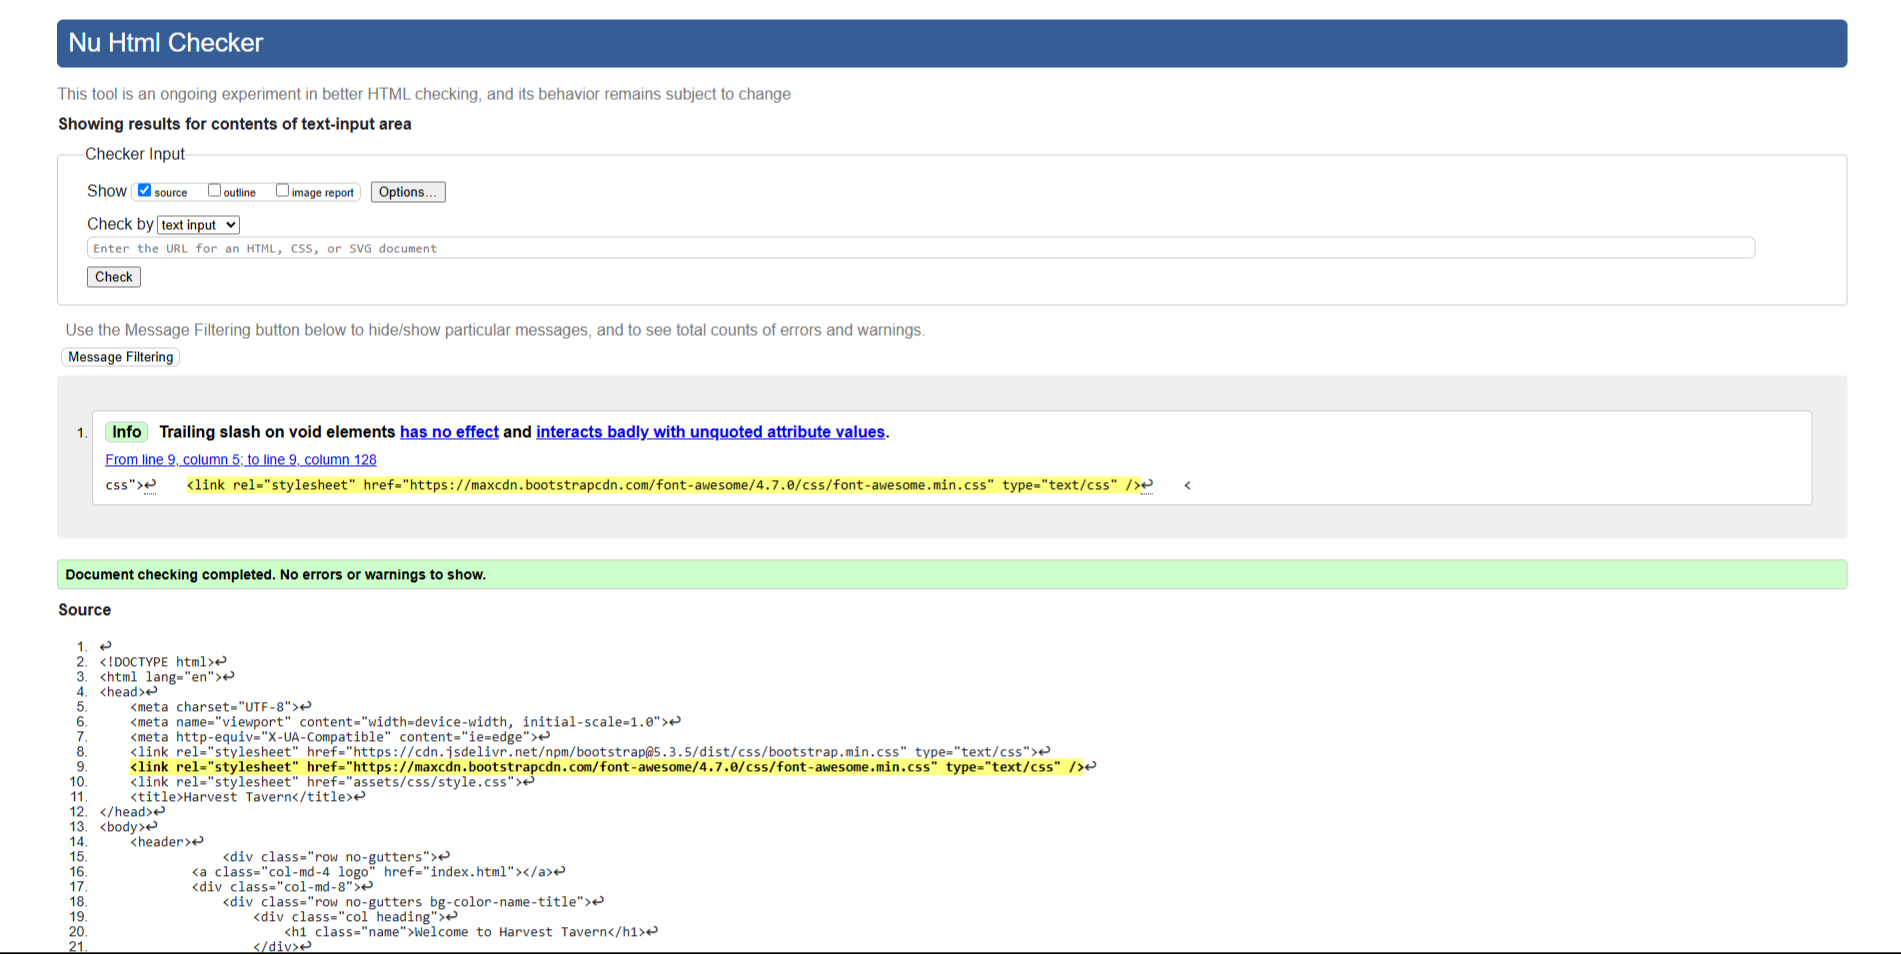 Nu Html Checker
This tool is an ongoing experiment in better HTML checking, and its behavior remains subject to change
Showing results for contents of text-input area
Checker Input
Show source outline image report Options...
Check by text input
Enter the URL for an HTML, CSS, or SVG document
Check
Use the Message Filtering button below to hide/show particular messages, and to see total counts of errors and warnings.
Message Filtering
1. Info Trailing slash on void elements has no effect and interacts badly with unquoted attribute values.
From line 9, column 5; to line 9, column 128
css">↩    <link rel="stylesheet" href="https://maxcdn.bootstrapcdn.com/font-awesome/4.7.0/css/font-awesome.min.css" type="text/css" />↩    <
Document checking completed. No errors or warnings to show.
Source
1. ↩
2. <!DOCTYPE html>↩
3. <html lang="en">↩
4. <head>↩
5.     <meta charset="UTF-8">↩
6.     <meta name="viewport" content="width=device-width, initial-scale=1.0">↩
7.     <meta http-equiv="X-UA-Compatible" content="ie=edge">↩
8.     <link rel="stylesheet" href="https://cdn.jsdelivr.net/npm/bootstrap@5.3.5/dist/css/bootstrap.min.css" type="text/css">↩
9.     <link rel="stylesheet" href="https://maxcdn.bootstrapcdn.com/font-awesome/4.7.0/css/font-awesome.min.css" type="text/css" />↩
10.     <link rel="stylesheet" href="assets/css/style.css">↩
11.     <title>Harvest Tavern</title>↩
12. </head>↩
13. <body>↩
14.     <header>↩
15.                 <div class="row no-gutters">↩
16.             <a class="col-md-4 logo" href="index.html"></a>↩
17.             <div class="col-md-8">↩
18.                 <div class="row no-gutters bg-color-name-title">↩
19.                     <div class="col heading">↩
20.                         <h1 class="name">Welcome to Harvest Tavern</h1>↩
21.                     </div>↩